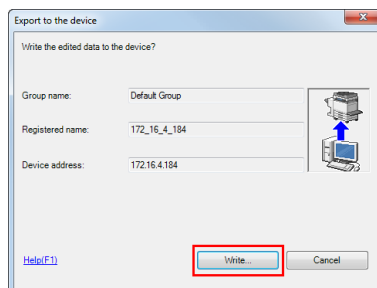 Export to the device
Write the edited data to the device?
Group name: Default Group
Registered name: 172_16_4_184
Device address: 172.16.4.184
Help(F1) Write... Cancel